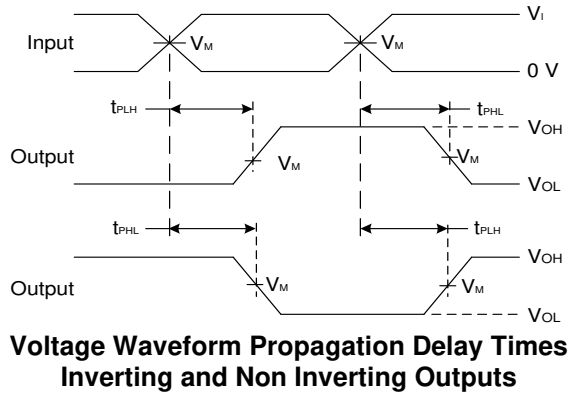 VI
Input VM VM
0 V
tPLH tPHL
VOH
Output VM VM
VOL
tPHL tPLH
VOH
Output VM VM
VOL
Voltage Waveform Propagation Delay Times
Inverting and Non Inverting Outputs